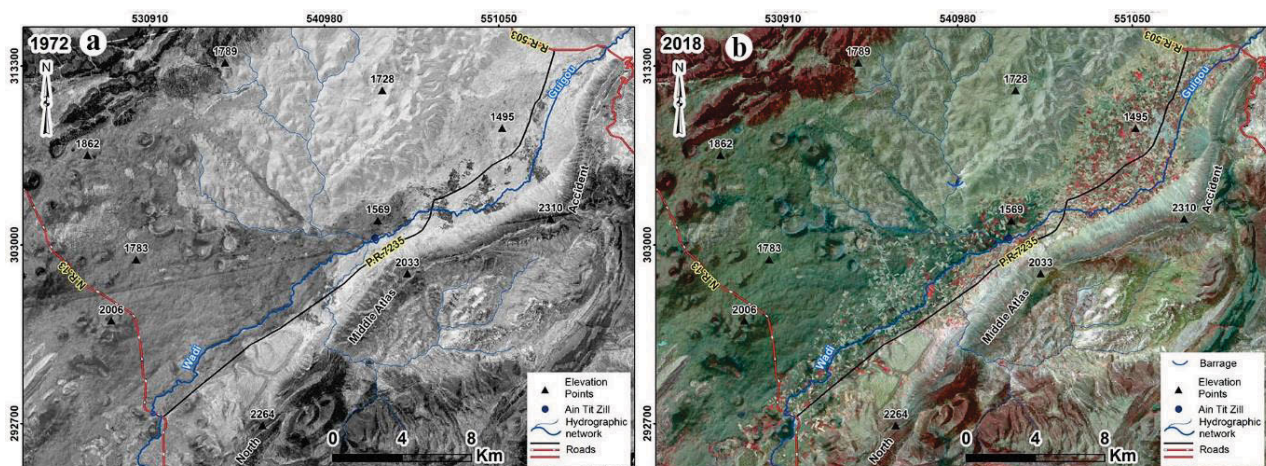 530910 540980 551050
1972 a
R.R.503
313300
N
1789
1728
Guigou
1495
1862
Accident
1569
2310
303000
1783
P.R-7235
N.R.13
2033
2006
Middle Atlas
Wadi
Elevation
Points
Ain Tit Zill
Hydrographic
network
Roads
292700
2264
North
0 4 8
Km
530910 540980 551050
2018 b
R.R.503
313300
N
1789
1728
Guigou
1495
1862
Accident
1569
2310
303000
1783
P.R-7235
N.R.13
2033
2006
Middle Atlas
Wadi
Barrage
Elevation
Points
Ain Tit Zill
Hydrographic
network
Roads
292700
2264
North
0 4 8
Km